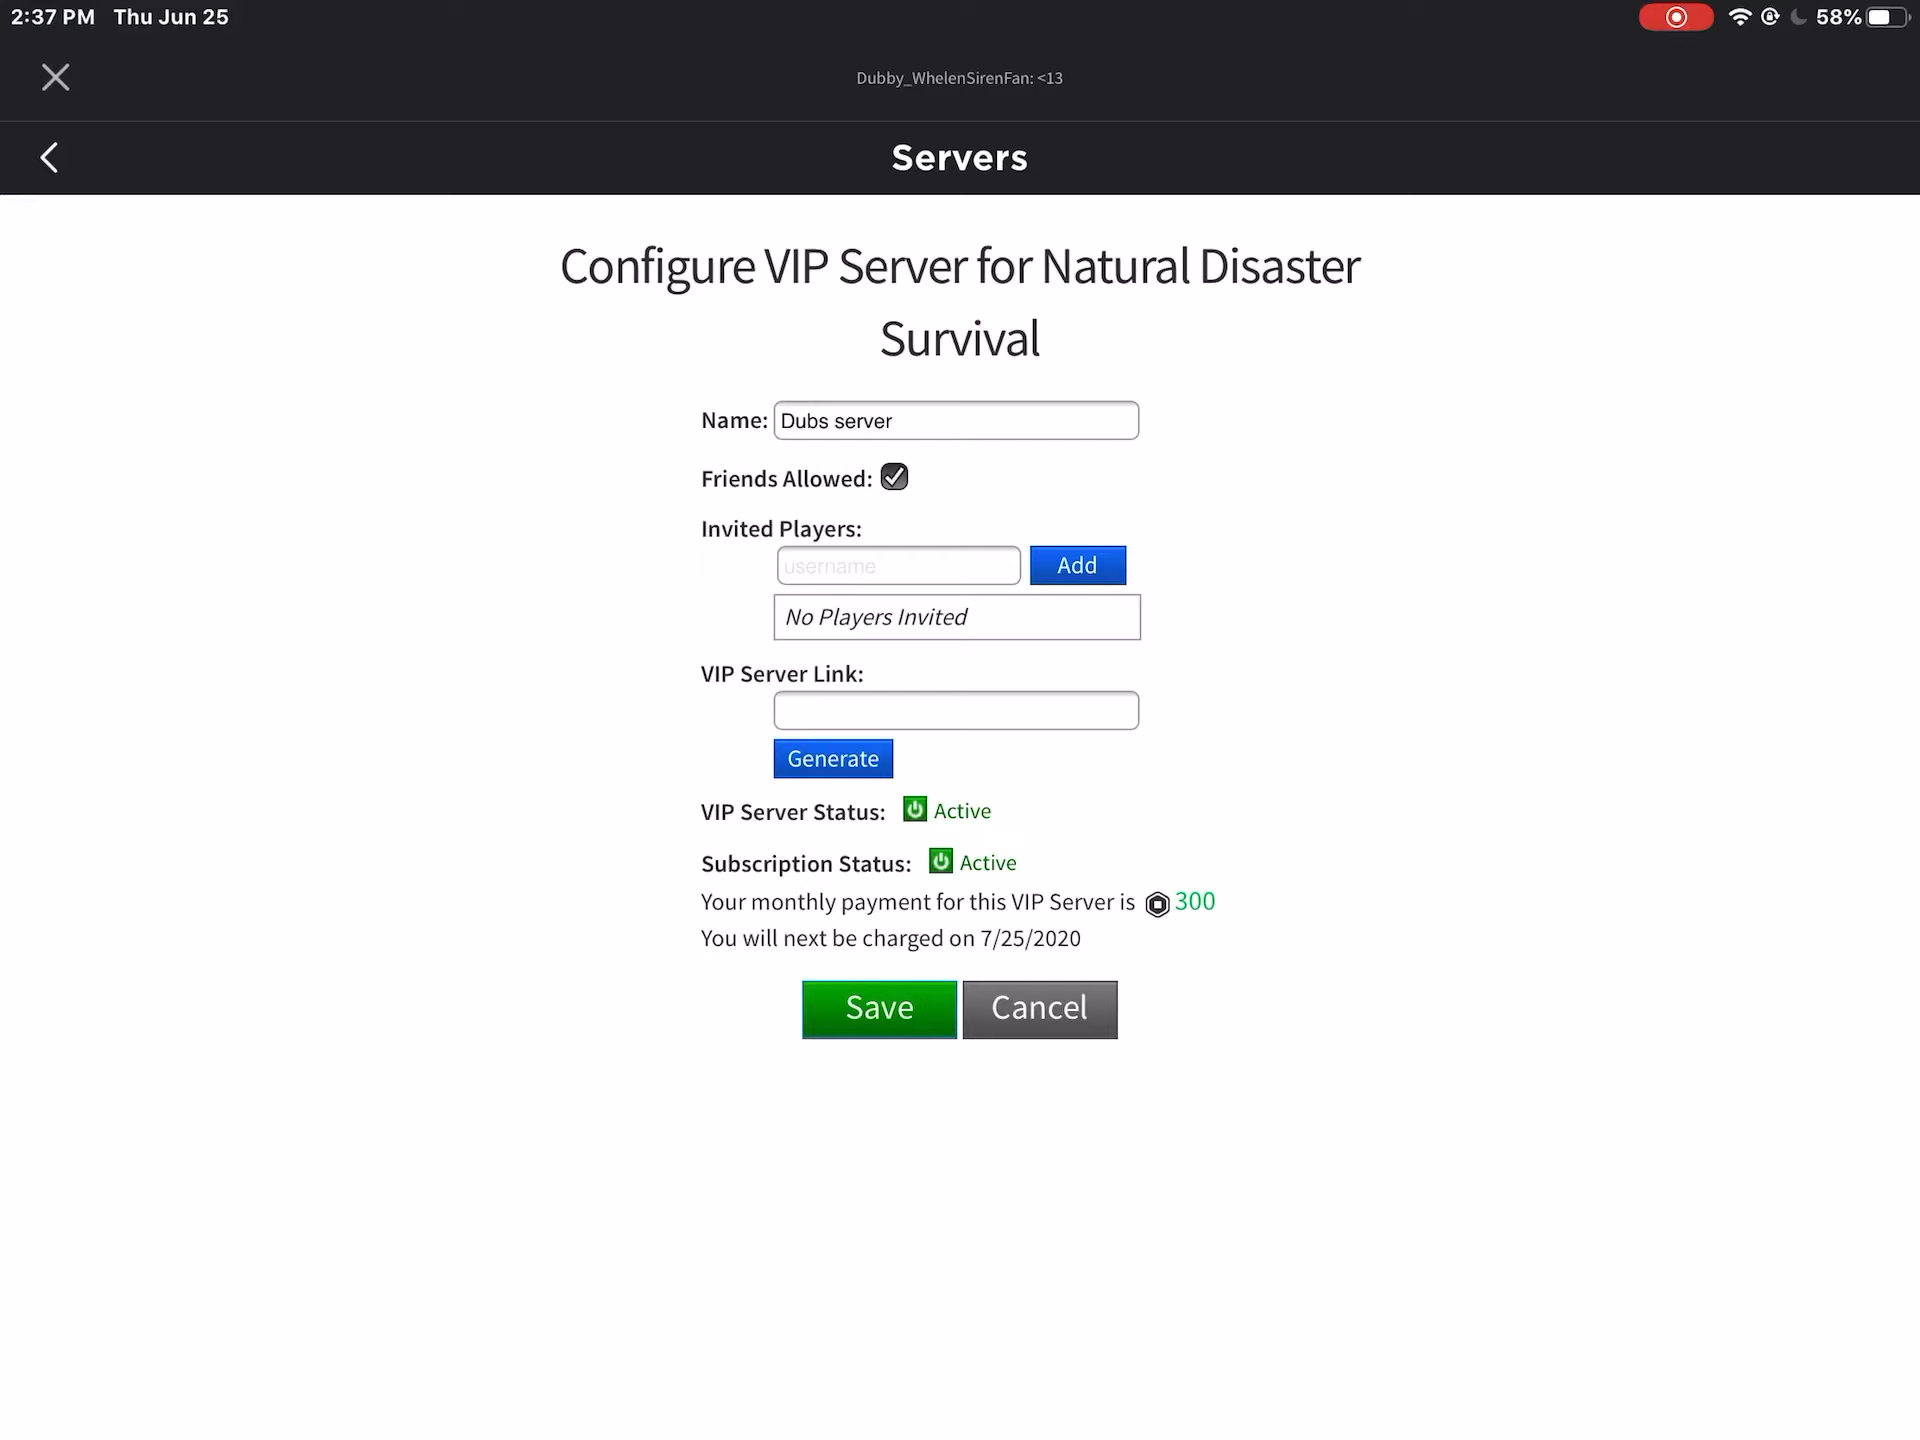 2:37 PM Thu Jun 25 58%
Dubby_WhelenSirenFan: <13
Servers
Configure VIP Server for Natural Disaster
Survival
Name: Dubs server
Friends Allowed:
Invited Players:
username Add
No Players Invited
VIP Server Link:
Generate
VIP Server Status: Active
Subscription Status: Active
Your monthly payment for this VIP Server is 300
You will next be charged on 7/25/2020
Save Cancel